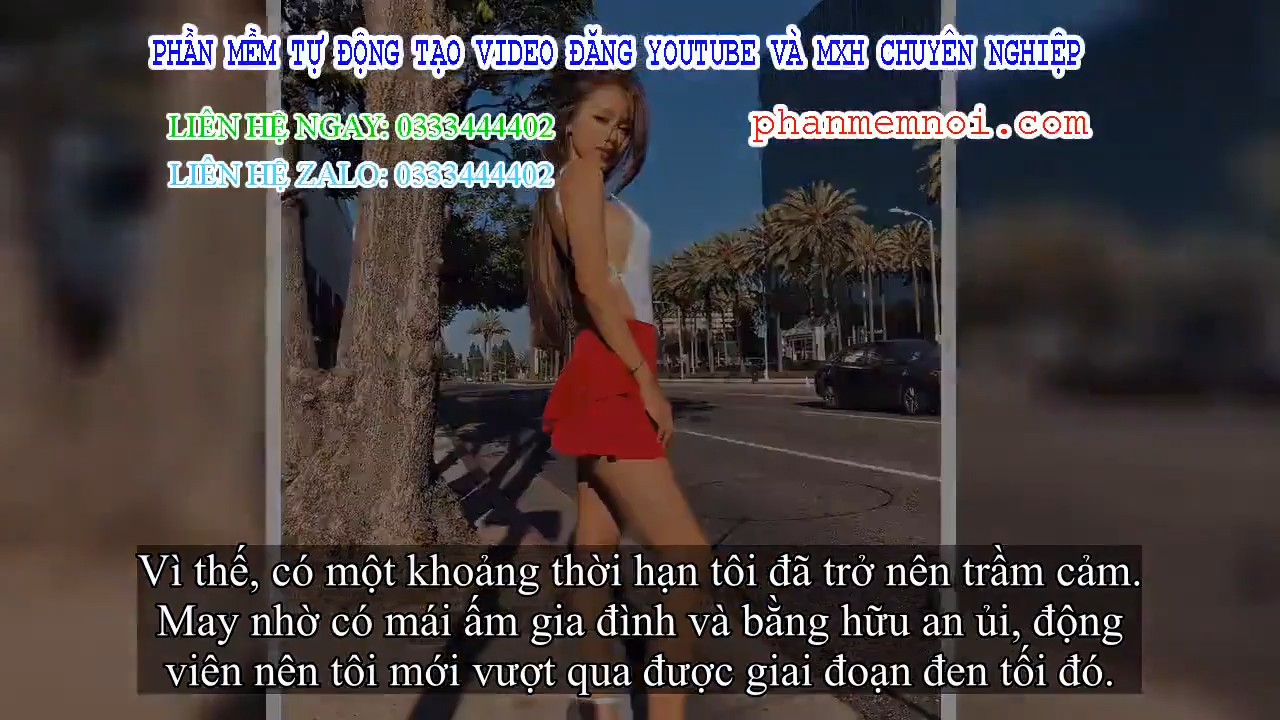 PHẦN MỀM TỰ ĐỘNG TẠO VIDEO ĐĂNG YOUTUBE VÀ MXH CHUYÊN NGHIỆP
LIÊN HỆ NGAY: 0333444402
phanmemnoi.com
LIÊN HỆ ZALO: 0333444402
Vì thế, có một khoảng thời hạn tôi đã trở nên trầm cảm.
May nhờ có mái ấm gia đình và bằng hữu an ủi, động
viên nên tôi mới vượt qua được giai đoạn đen tối đó.